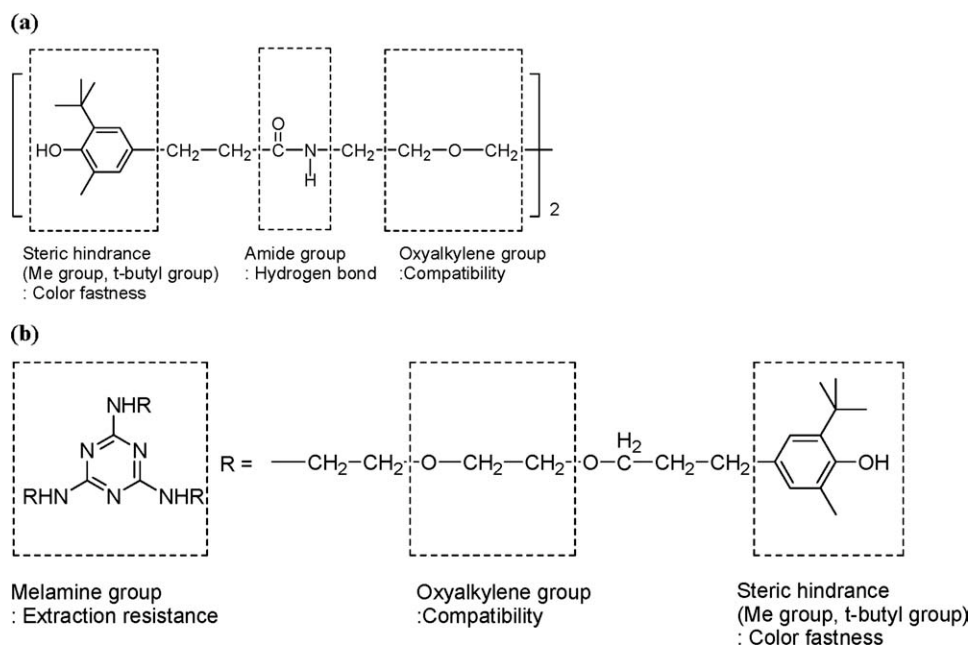 (a)
O
HO
CH2 CH2 C N CH2 CH2 O CH2
H
2
Steric hindrance
(Me group, t-butyl group)
: Color fastness
Amide group
: Hydrogen bond
Oxyalkylene group
:Compatibility
(b)
NHR
N N
RHN N NHR
R = CH2 CH2 O CH2 CH2 O C H2 CH2 CH2 OH
Melamine group
: Extraction resistance
Oxyalkylene group
:Compatibility
Steric hindrance
(Me group, t-butyl group)
: Color fastness